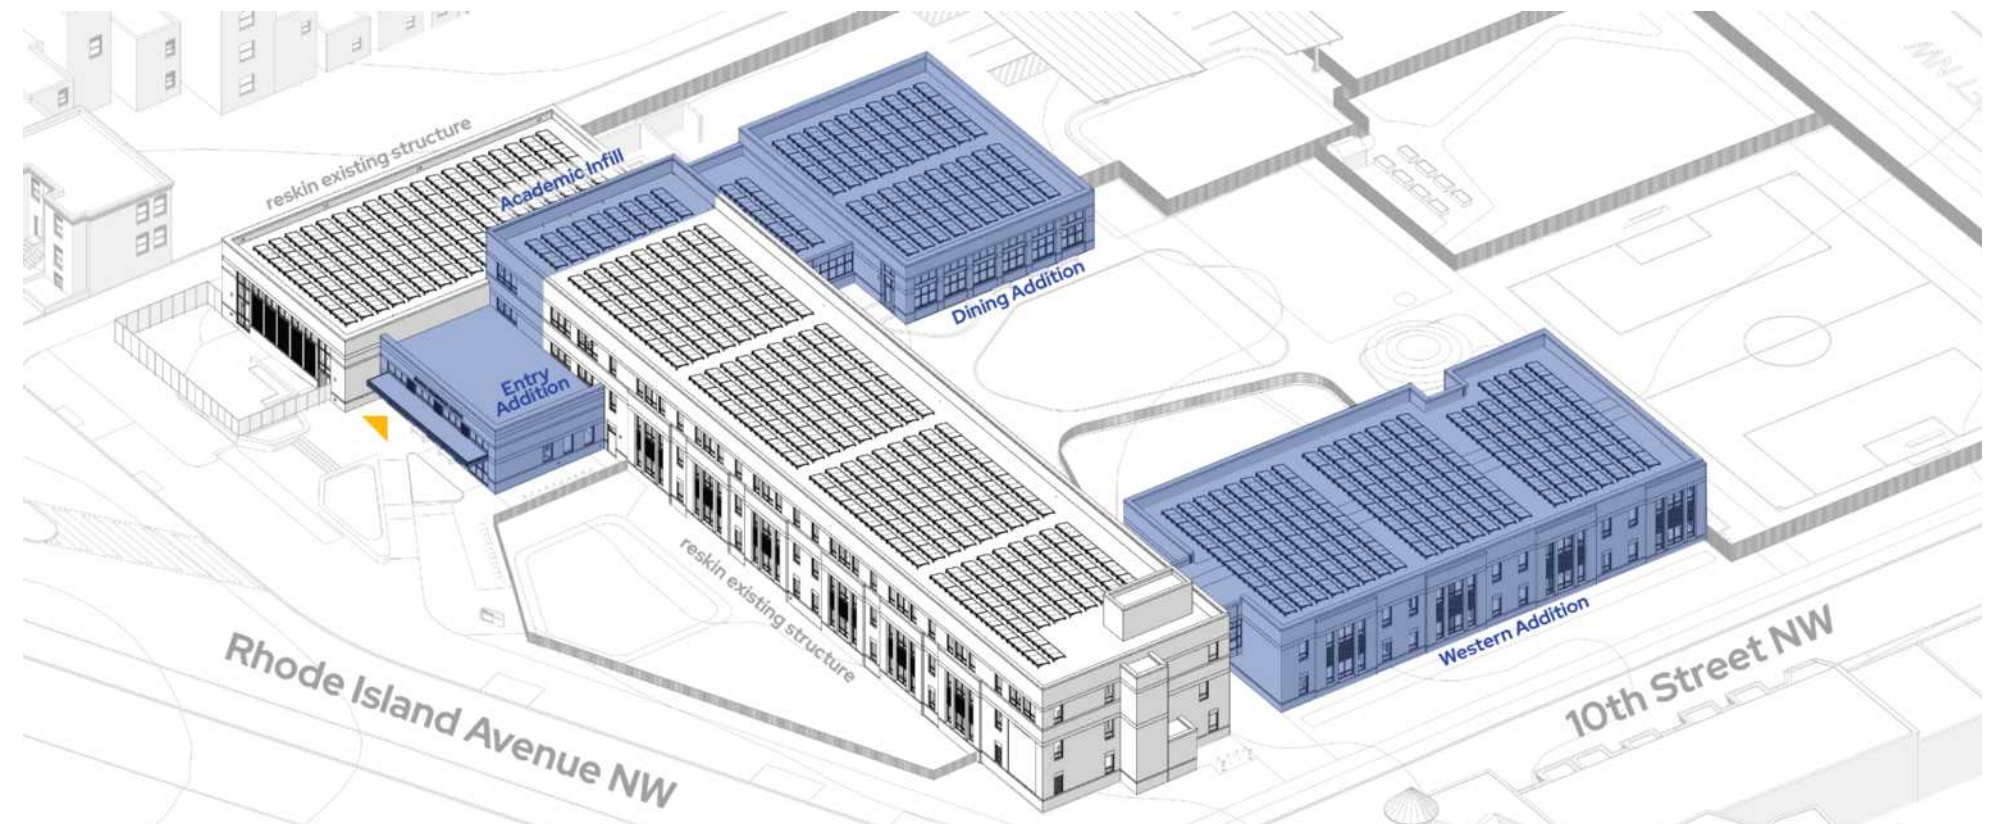 reskin existing structure
Academic Infill
Dining Addition
Entry
Addition
reskin existing structure
Western Addition
Rhode Island Avenue NW
10th Street NW